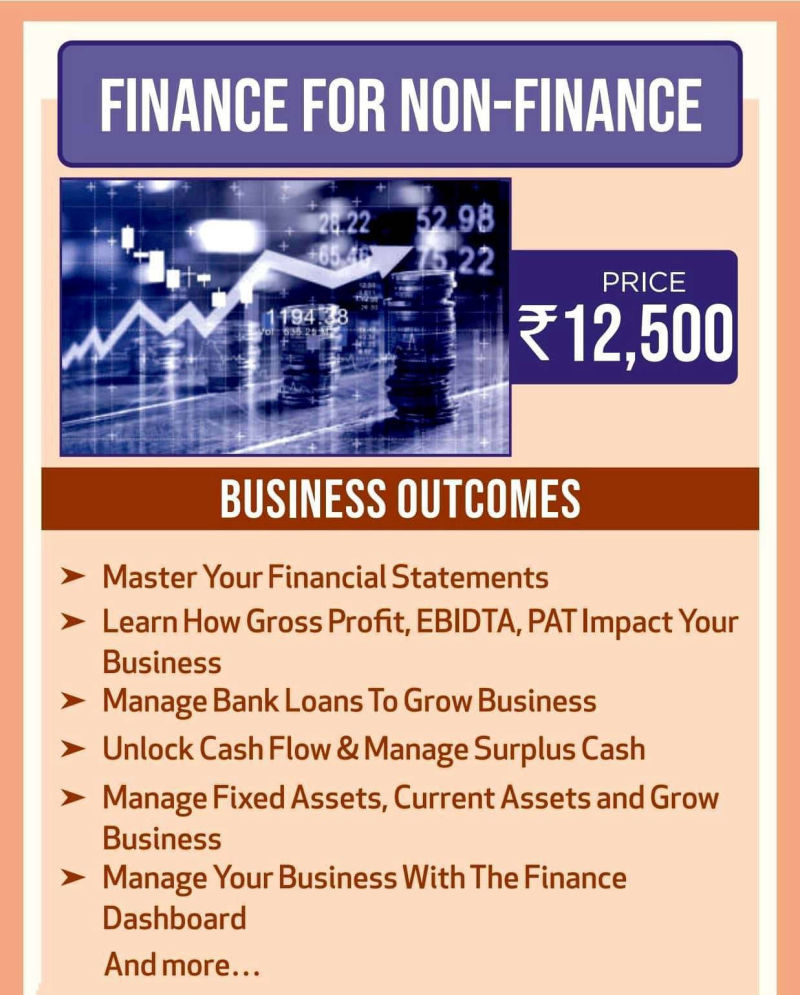 FINANCE FOR NON-FINANCE
28.22
52.98
+65.46
75.22
1194.38
PRICE
₹12,500
BUSINESS OUTCOMES
➤ Master Your Financial Statements
➤ Learn How Gross Profit, EBIDTA, PAT Impact Your
Business
➤ Manage Bank Loans To Grow Business
➤ Unlock Cash Flow & Manage Surplus Cash
➤ Manage Fixed Assets, Current Assets and Grow
Business
➤ Manage Your Business With The Finance
Dashboard
And more...